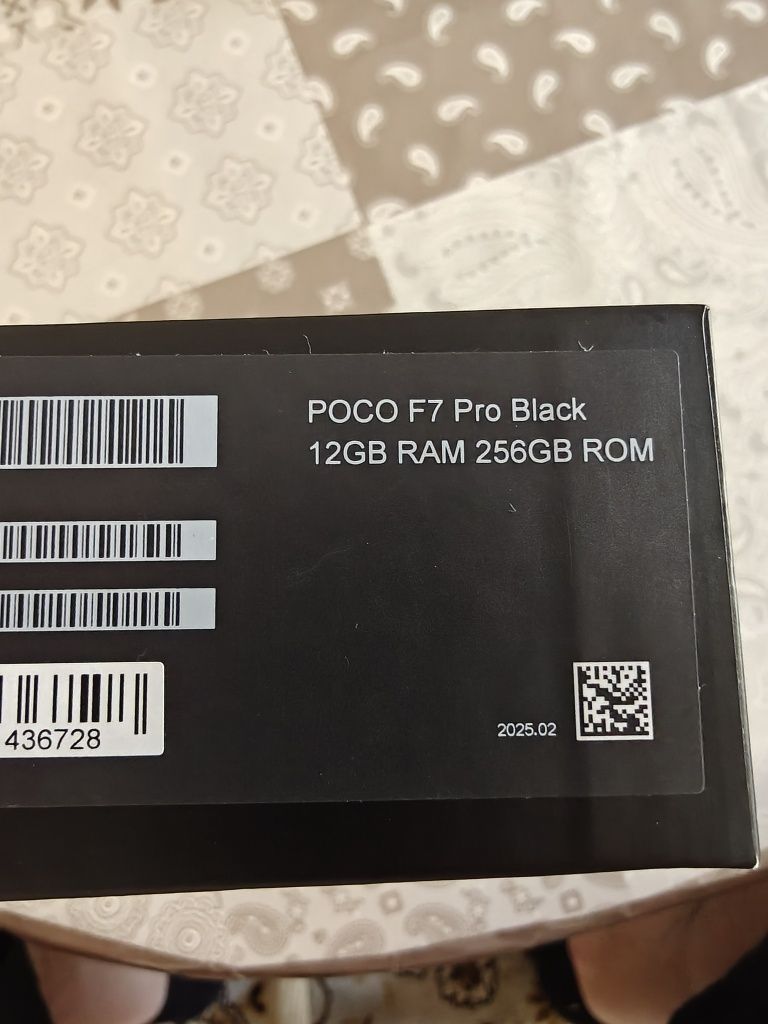 POCO F7 Pro Black
12GB RAM 256GB ROM
436728
2025.02